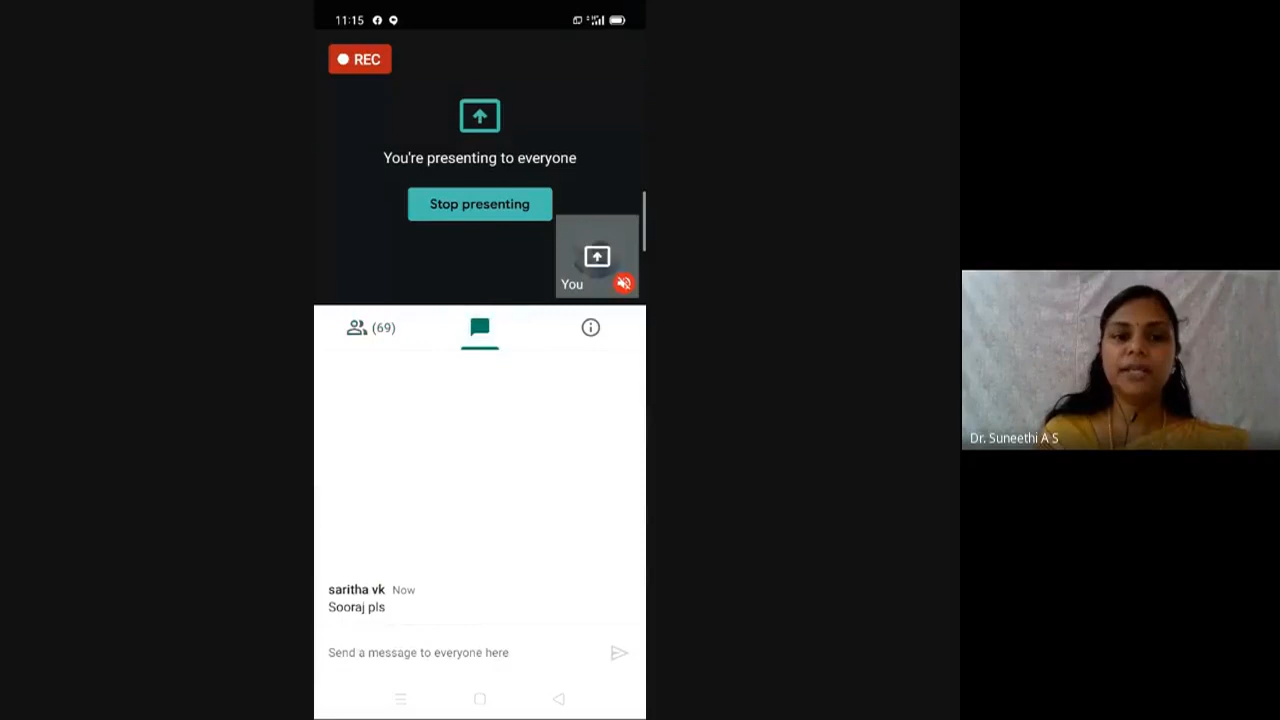 11:15
REC
You're presenting to everyone
Stop presenting
You
(69)
saritha vk Now
Sooraj pls
Send a message to everyone here
Dr. Suneethi A S